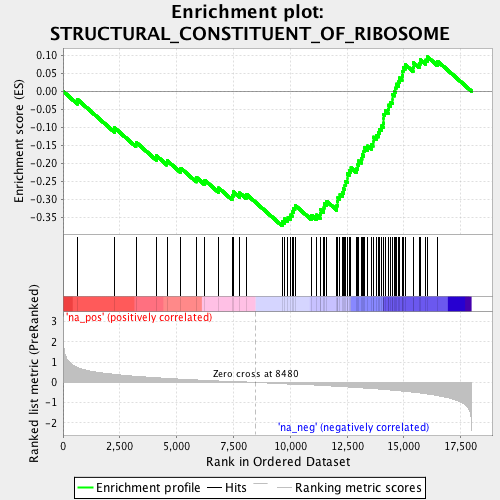 Enrichment plot:
STRUCTURAL_CONSTITUENT_OF_RIBOSOME
Enrichment score (ES)
0.10
0.05
0.00
-0.05
-0.10
-0.15
-0.20
-0.25
-0.30
-0.35
'na_pos' (positively correlated)
Ranked list metric (PreRanked)
3
2
1
0
-1
-2
Zero cross at 8480
'na_neg' (negatively correlated)
0 2,500 5,000 7,500 10,000 12,500 15,000 17,500
Rank in Ordered Dataset
Enrichment profile Hits Ranking metric scores